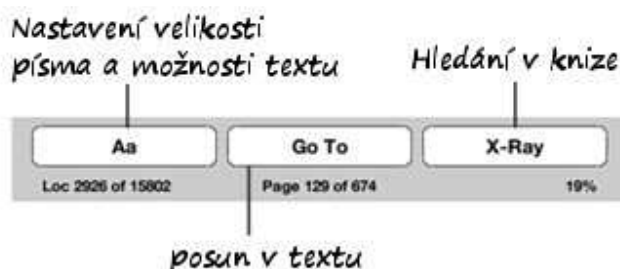 Nastavení velikosti
písma a možnosti textu
Hledání v knize
Aa
Go To
X-Ray
Loc 2926 of 15802
Page 129 of 674
19%
posun v textu